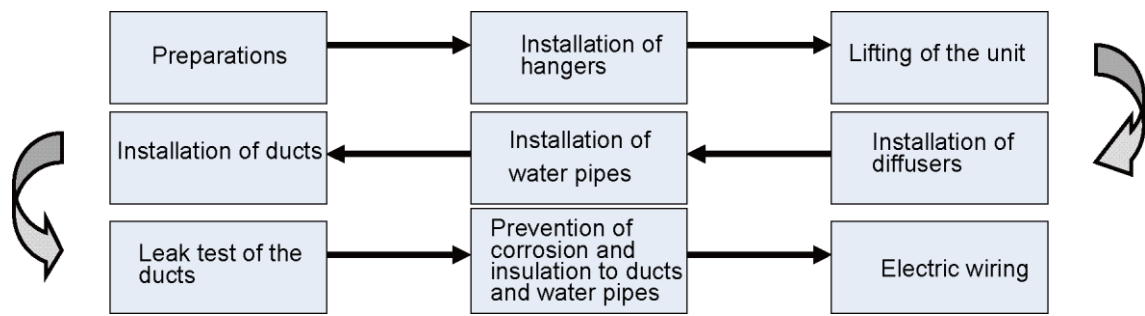 Preparations
Installation of
hangers
Lifting of the unit
Installation of
diffusers
Installation of
water pipes
Installation of ducts
Leak test of the
ducts
Prevention of
corrosion and
insulation to ducts
and water pipes
Electric wiring